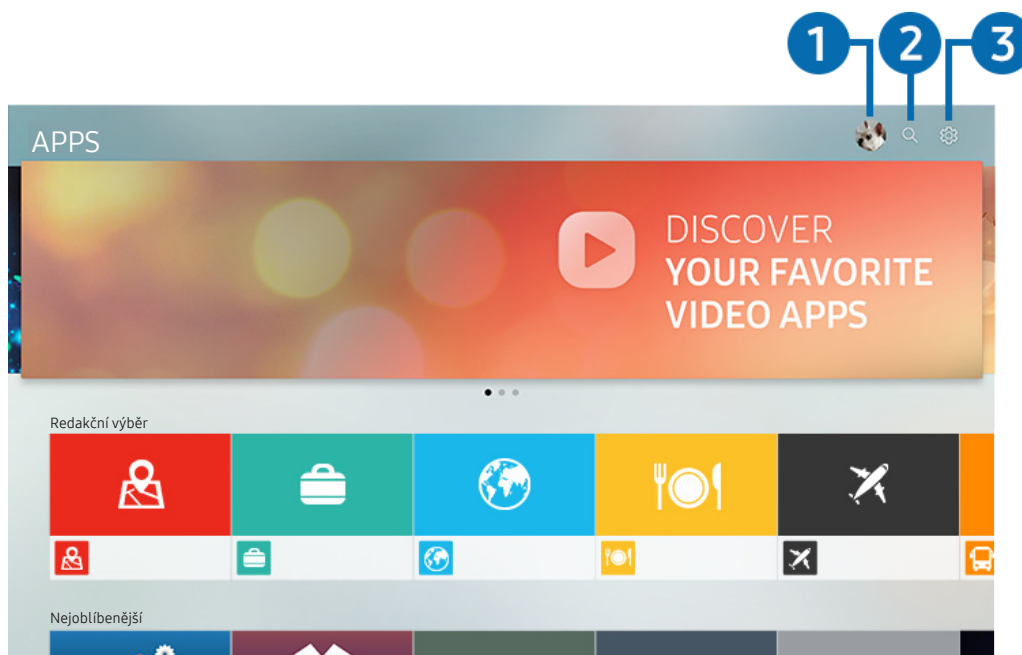 1 2 3
APPS
DISCOVER
YOUR FAVORITE
VIDEO APPS
Redakční výběr
Nejoblíbenější